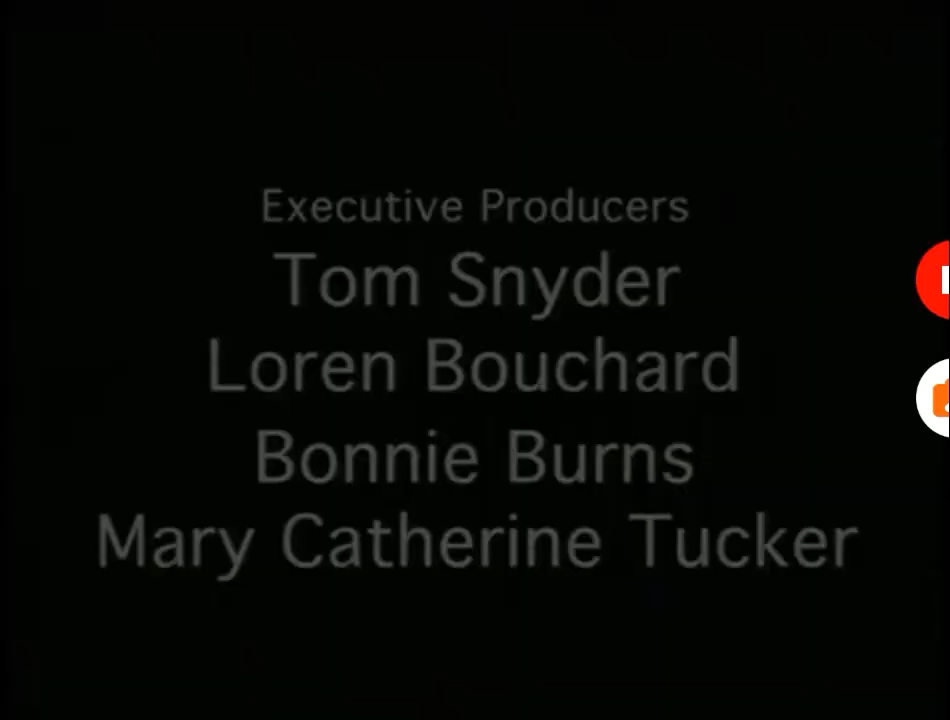 Executive Producers
Tom Snyder
Loren Bouchard
Bonnie Burns
Mary Catherine Tucker